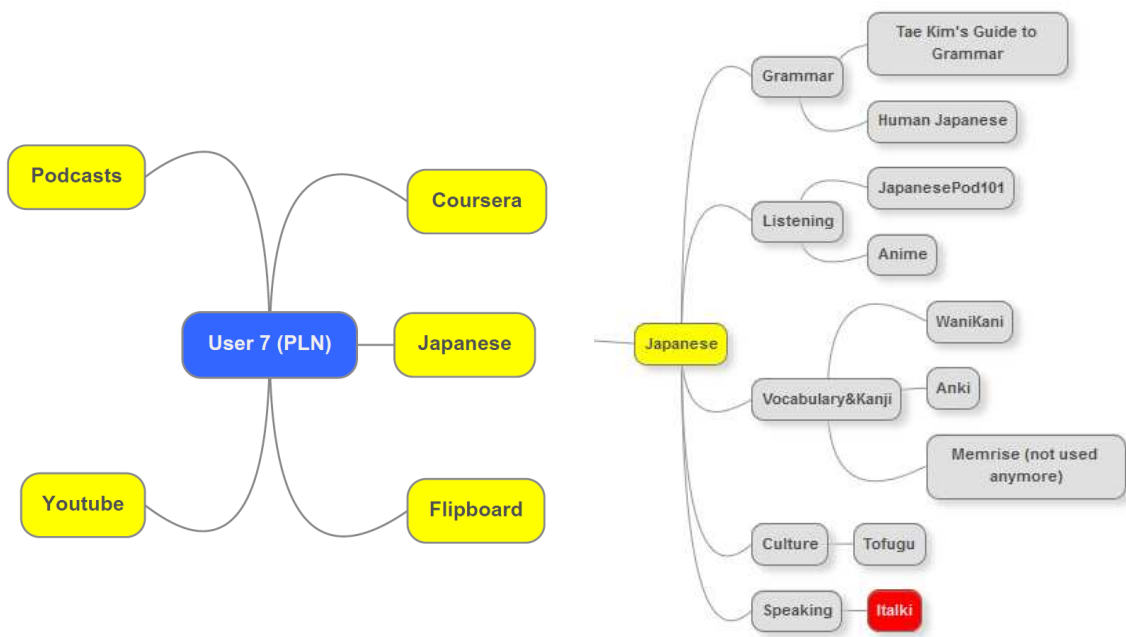 Podcasts
Coursera
User 7 (PLN)
Japanese
Youtube
Flipboard
Japanese
Grammar
Tae Kim's Guide to
Grammar
Human Japanese
Listening
JapanesePod101
Anime
Vocabulary&Kanji
WaniKani
Anki
Memrise (not used
anymore)
Culture
Tofugu
Speaking
Italki